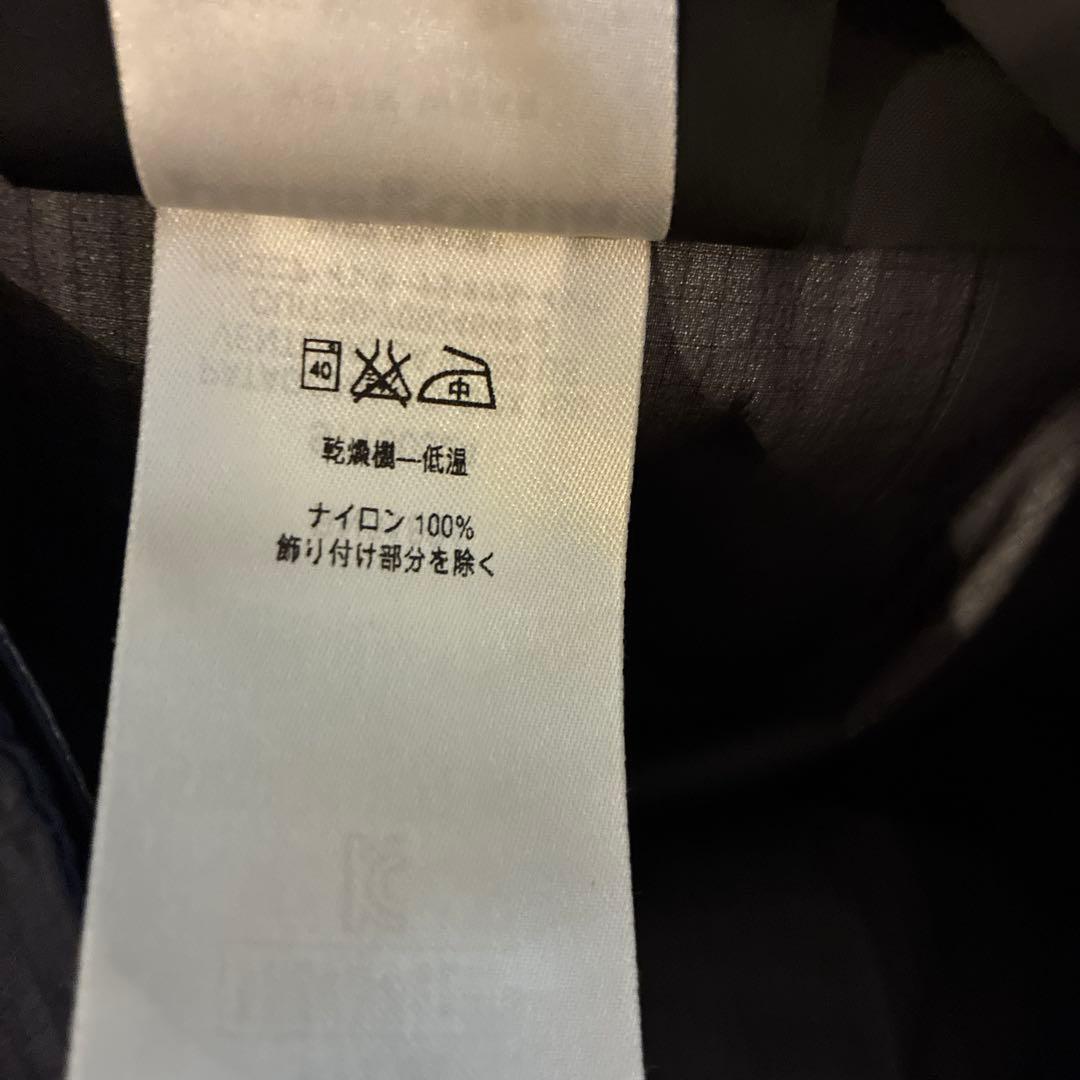 40 中
乾燥機—低温
ナイロン 100%
飾り付け部分を除く